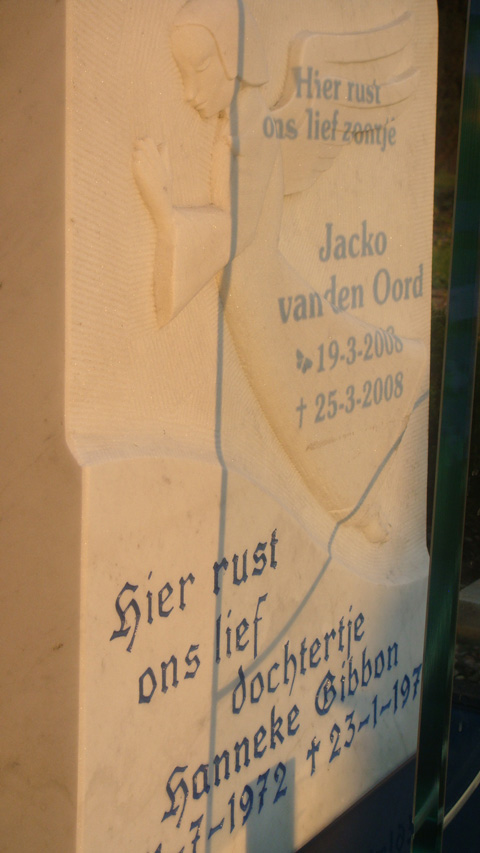 Hier rust
ons lief zontje
Jacko
van den Oord
19-3-2008
† 25-3-2008
Hier rust
ons lief
dochtertje
Hanneke Gibbon
-7-1972 † 23-1-197